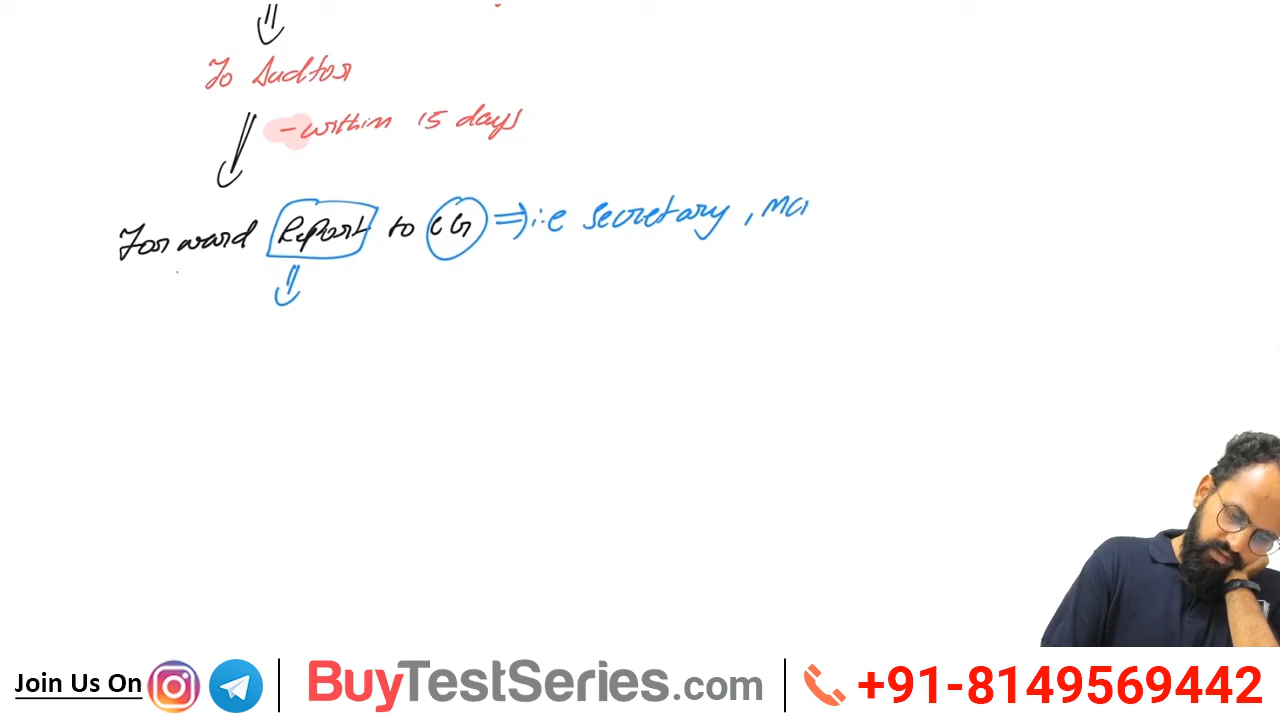 To Auditor
- within 15 days
Forward Report to CG ⇒ i.e secretary, MCA
Join Us On
BuyTestSeries.com
+91-8149569442